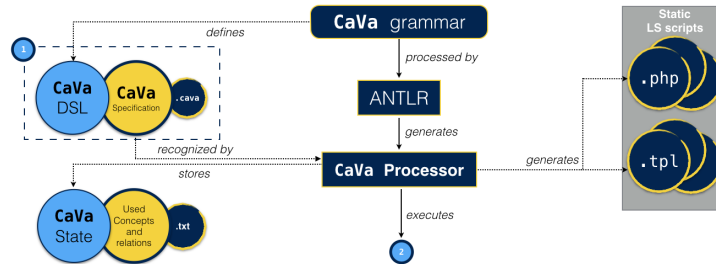 CaVa grammar
defines
Static
LS scripts
1
processed by
CaVa
DSL
CaVa
Specification
.cava
ANTLR
.php
generates
recognized by
CaVa Processor
generates
.tpl
stores
CaVa
State
Used
Concepts
and
relations
.txt
executes
2